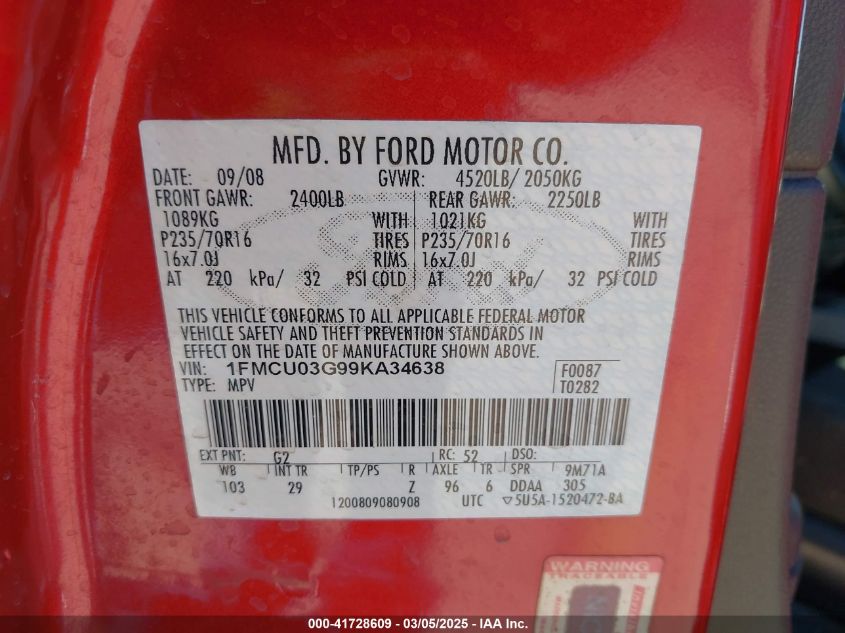 MFD. BY FORD MOTOR CO.
DATE: 09/08 GVWR: 4520LB/ 2050KG
FRONT GAWR: 2400LB REAR GAWR: 2250LB
1089KG WITH 1021KG WITH
P235/70R16 TIRES P235/70R16 TIRES
16x7.0J RIMS 16x7.0J RIMS
AT 220 kPa/ 32 PSI COLD AT 220 kPa/ 32 PSI COLD
THIS VEHICLE CONFORMS TO ALL APPLICABLE FEDERAL MOTOR
VEHICLE SAFETY AND THEFT PREVENTION STANDARDS IN
EFFECT ON THE DATE OF MANUFACTURE SHOWN ABOVE.
VIN: 1FMCU03G99KA34638 F0087
TYPE: MPV T0282
EXT PNT: G2 RC: 52 DSO:
WB INT TR TP/PS R AXLE TR SPR 9M71A
103 29 Z 96 6 DDAA 305
1200809080908 UTC ▽5U5A-1520472-BA
WARNING
TRACEABLE
000-41728609 - 03/05/2025 - IAA Inc.